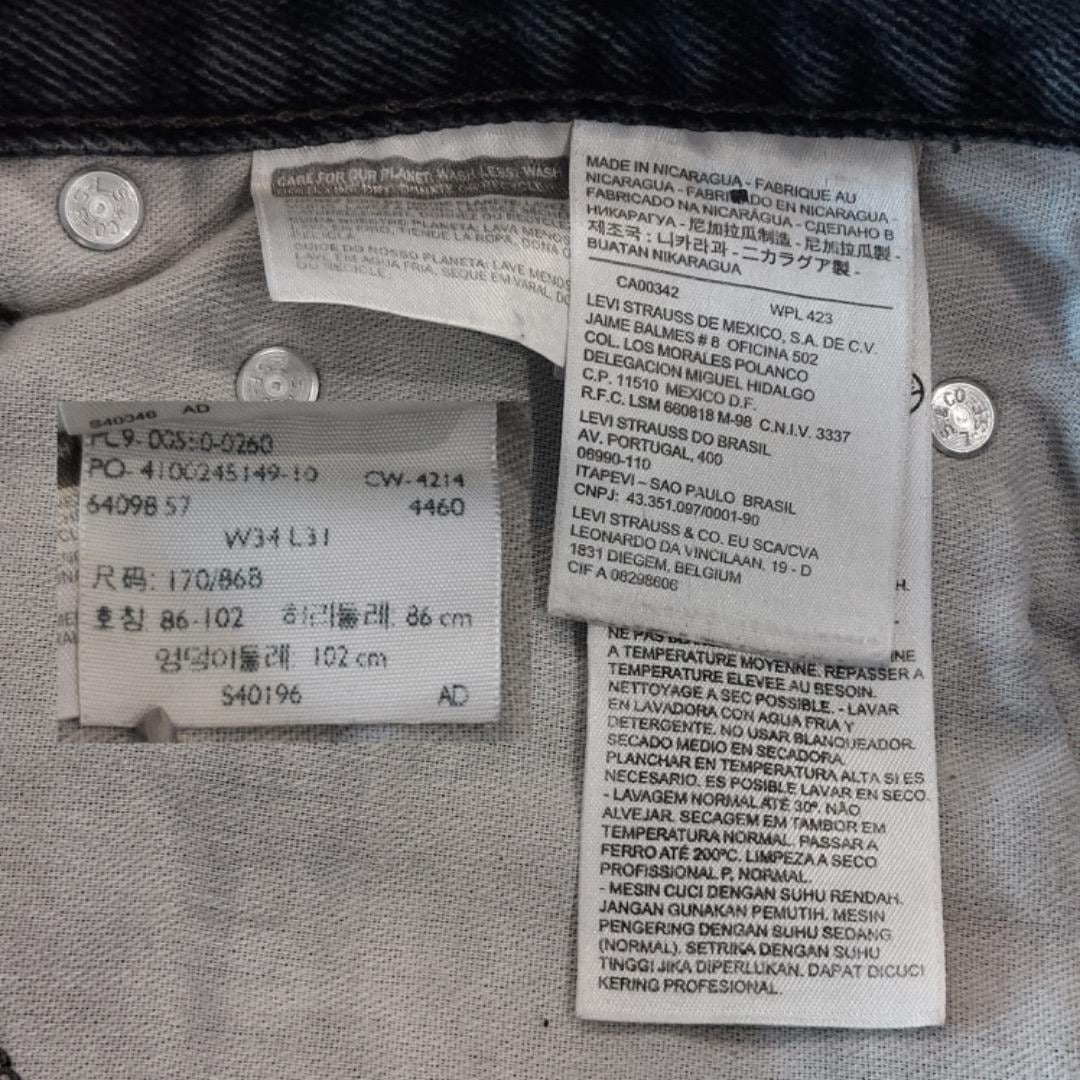 CARE FOR OUR PLANET: WASH LESS, WASH
GUIDE DO NOSSO PLANETA: LAVE MENOS
LAVE EM AGUA FRIA, SEQUE EM VARAL, DO
OU RECICLE
MADE IN NICARAGUA - FABRIQUE AU
NICARAGUA - FABRICADO EN NICARAGUA -
FABRICADO NA NICARÁGUA - СДЕЛАНО В
НИКАРАГУА - 尼加拉瓜制造 - 尼加拉瓜製 -
제조국 : 니카라과 - ニカラグア製 -
BUATAN NIKARAGUA
CA00342 WPL 423
LEVI STRAUSS DE MEXICO, S.A. DE C.V.
JAIME BALMES # 8 OFICINA 502
COL. LOS MORALES POLANCO
DELEGACION MIGUEL HIDALGO
C.P. 11510 MEXICO D.F.
R.F.C. LSM 660818 M-98 C.N.I.V. 3337
LEVI STRAUSS DO BRASIL
AV. PORTUGAL, 400
06990-110
ITAPEVI – SAO PAULO BRASIL
CNPJ: 43.351.097/0001-90
LEVI STRAUSS & CO. EU SCA/CVA
LEONARDO DA VINCILAAN. 19 - D
1831 DIEGEM, BELGIUM
CIF A 08298606
S40346 AD
PO- 4100245149-10 CW-4214
64098 57 4460
W34 L31
尺码: 170/86B
호칭: 86-102 허리둘레: 86 cm
엉덩이둘레: 102 cm
S40196 AD
NE PAS
A TEMPERATURE MOYENNE. REPASSER A
TEMPERATURE ELEVEE AU BESOIN.
NETTOYAGE A SEC POSSIBLE. - LAVAR
EN LAVADORA CON AGUA FRIA Y
DETERGENTE. NO USAR BLANQUEADOR.
SECADO MEDIO EN SECADORA.
PLANCHAR EN TEMPERATURA ALTA SI ES
NECESARIO. ES POSIBLE LAVAR EN SECO.
- LAVAGEM NORMAL ATÉ 30º. NÃO
ALVEJAR. SECAGEM EM TAMBOR EM
TEMPERATURA NORMAL. PASSAR A
FERRO ATÉ 200ºC. LIMPEZA A SECO
PROFISSIONAL P, NORMAL.
- MESIN CUCI DENGAN SUHU RENDAH.
JANGAN GUNAKAN PEMUTIH. MESIN
PENGERING DENGAN SUHU SEDANG
(NORMAL). SETRIKA DENGAN SUHU
TINGGI JIKA DIPERLUKAN. DAPAT DICUCI
KERING PROFESIONAL.